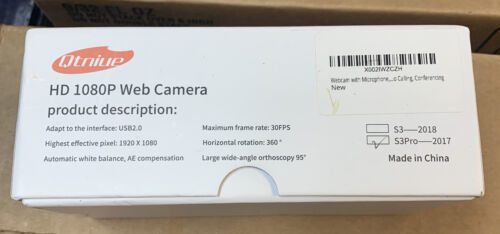 Qtniue
HD 1080P Web Camera
product description:
Adapt to the interface: USB2.0
Highest effective pixel: 1920 X 1080
Automatic white balance, AE compensation
Maximum frame rate: 30FPS
Horizontal rotation: 360°
Large wide-angle orthoscopy 95°
X002IWZCZH
Webcam with Microphone,...o Calling, Conferencing
New
S3—2018
S3Pro—2017
Made in China